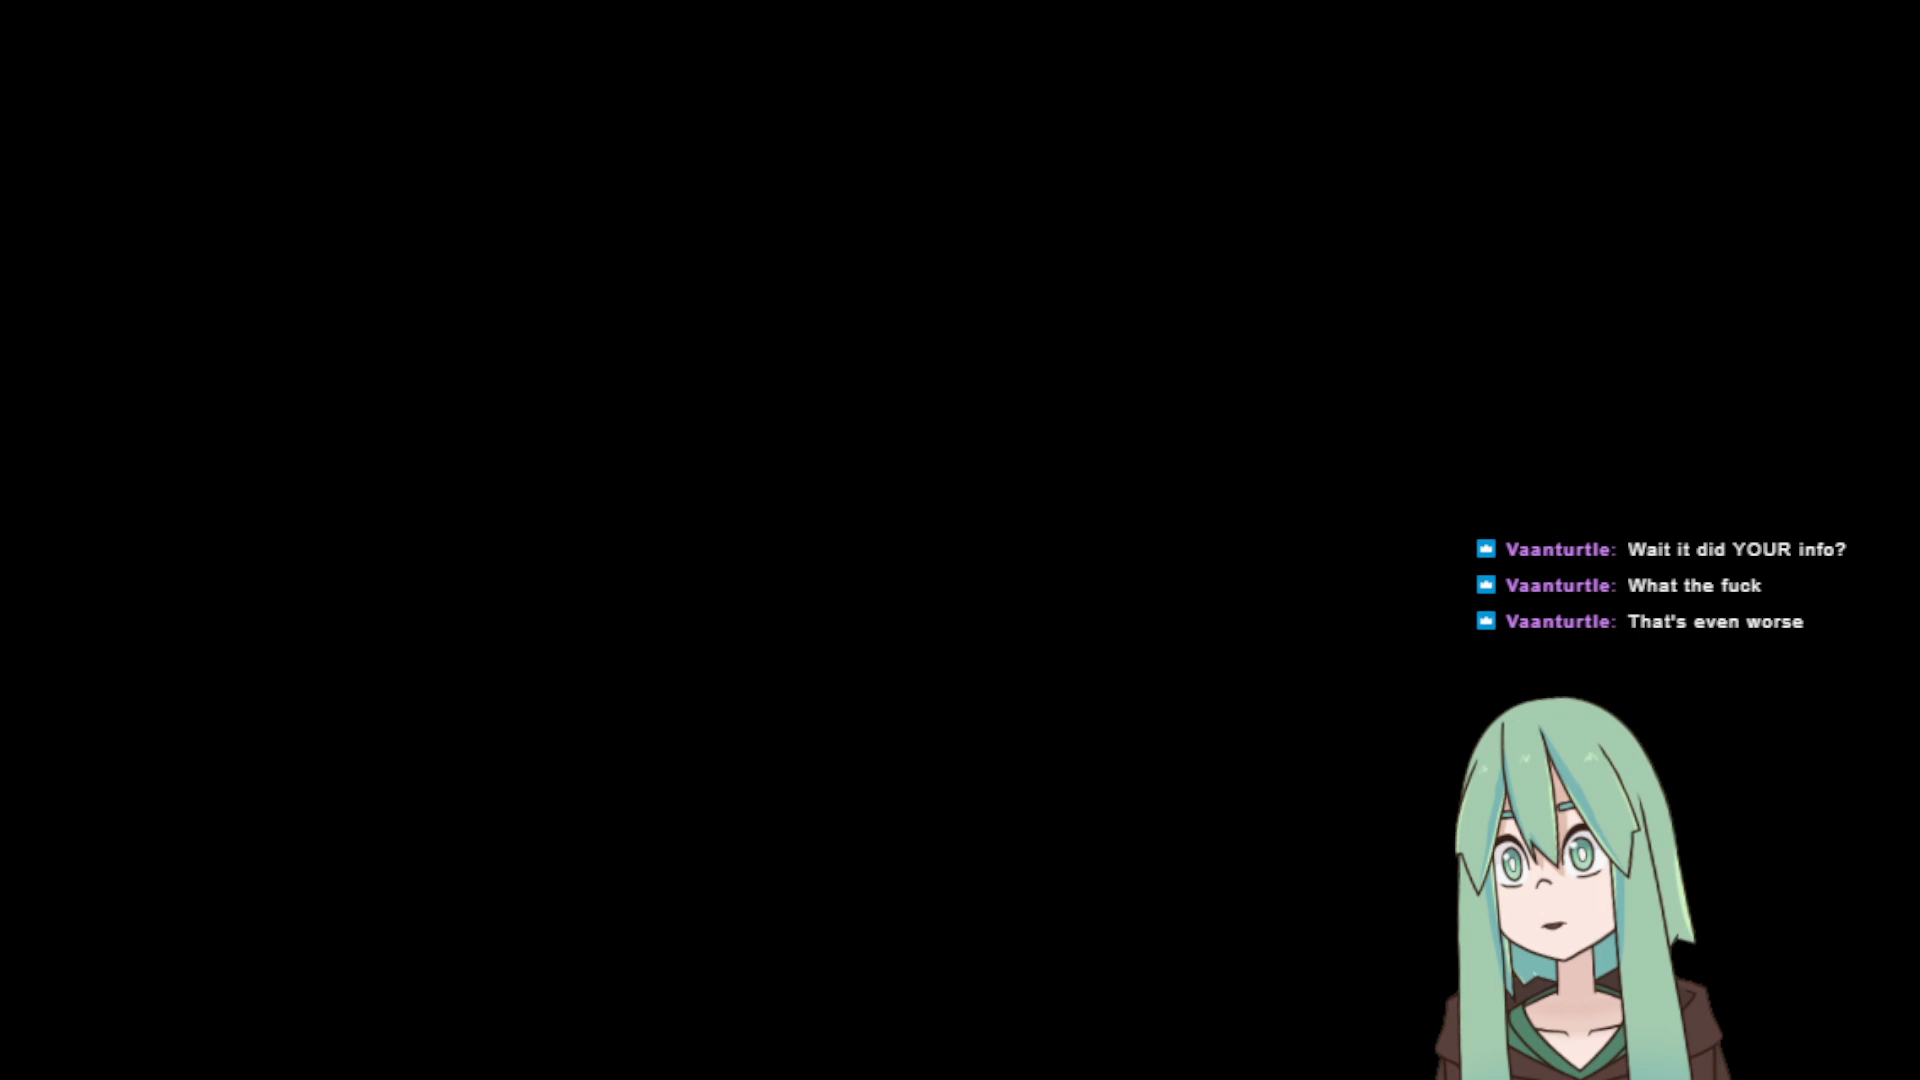 Vaanturtle: Wait it did YOUR info?
Vaanturtle: What the fuck
Vaanturtle: That's even worse